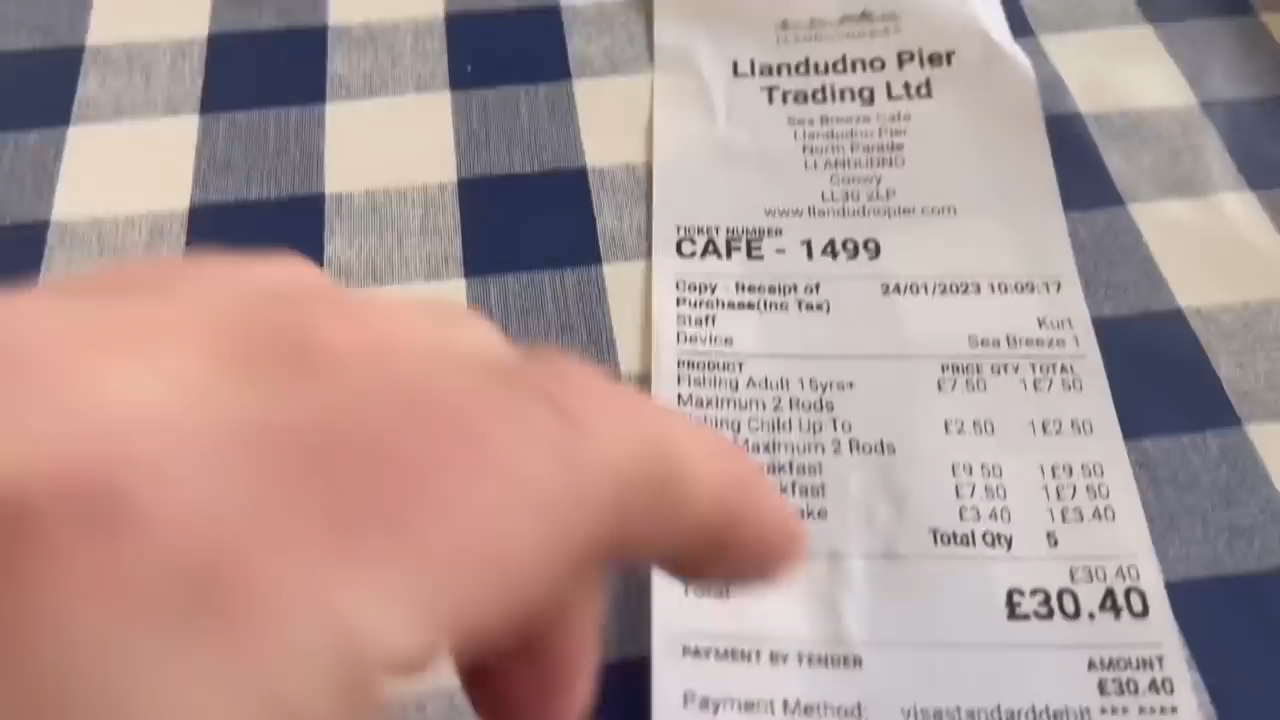 Llandudno Pier
Trading Ltd
Sea Breeze Cafe
Llandudno Pier
North Parade
LLANDUDNO
Conwy
LL30 2LP
www.llandudnopier.com
TICKET NUMBER
CAFE - 1499
Copy - Receipt of 24/01/2023 10:09:17
Purchase(Inc Tax)
Staff Kurt
Device Sea Breeze 1
PRODUCT PRICE QTY TOTAL
Fishing Adult 16yrs+ £7.50 1 £7.50
Maximum 2 Rods
Child Up To £2.50 1 £2.50
Maximum 2 Rods
£9.50 1 £9.50
£7.50 1 £7.50
£3.40 1 £3.40
Total Qty 5
£30.40
Total £30.40
PAYMENT BY TENDER AMOUNT
£30.40
Payment Method: visastandarddebit *** ****